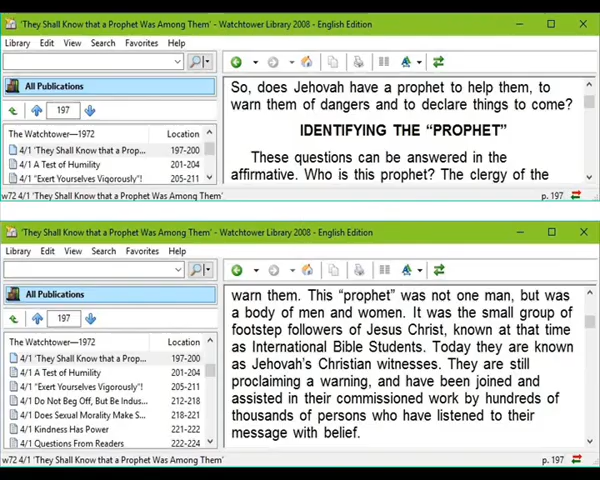 'They Shall Know that a Prophet Was Among Them' - Watchtower Library 2008 - English Edition
Library Edit View Search Favorites Help
All Publications
197
The Watchtower—1972 Location
4/1 'They Shall Know that a Prop... 197-200
4/1 A Test of Humility 201-204
4/1 "Exert Yourselves Vigorously"! 205-211
So, does Jehovah have a prophet to help them, to
warn them of dangers and to declare things to come?
IDENTIFYING THE "PROPHET"
These questions can be answered in the
affirmative. Who is this prophet? The clergy of the
w72 4/1 'They Shall Know that a Prophet Was Among Them' p. 197
'They Shall Know that a Prophet Was Among Them' - Watchtower Library 2008 - English Edition
Library Edit View Search Favorites Help
All Publications
197
The Watchtower—1972 Location
4/1 'They Shall Know that a Prop... 197-200
4/1 A Test of Humility 201-204
4/1 "Exert Yourselves Vigorously"! 205-211
4/1 Do Not Beg Off, But Be Indus... 212-218
4/1 Does Sexual Morality Make S... 218-221
4/1 Kindness Has Power 221-222
4/1 Questions From Readers 222-224
warn them. This "prophet" was not one man, but was
a body of men and women. It was the small group of
footstep followers of Jesus Christ, known at that time
as International Bible Students. Today they are known
as Jehovah's Christian witnesses. They are still
proclaiming a warning, and have been joined and
assisted in their commissioned work by hundreds of
thousands of persons who have listened to their
message with belief.
w72 4/1 'They Shall Know that a Prophet Was Among Them' p. 197